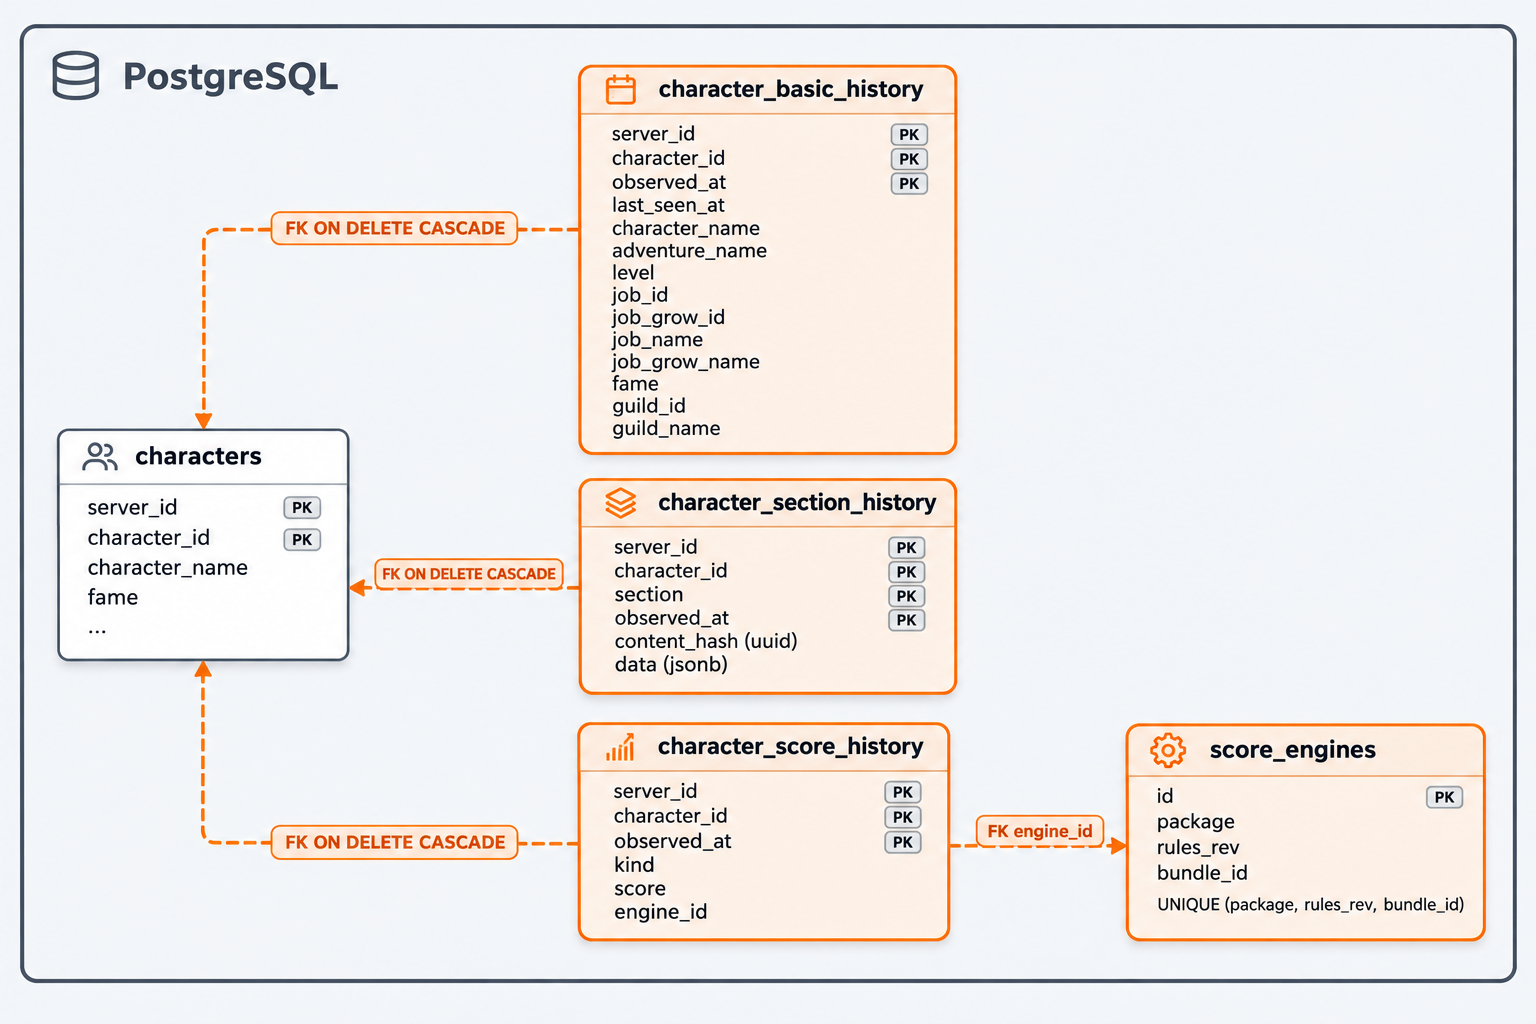 PostgreSQL
character_basic_history
server_id PK
character_id PK
observed_at PK
last_seen_at
character_name
adventure_name
level
job_id
job_grow_id
job_name
job_grow_name
fame
guild_id
guild_name
FK ON DELETE CASCADE
characters
server_id PK
character_id PK
character_name
fame
...
FK ON DELETE CASCADE
character_section_history
server_id PK
character_id PK
section PK
observed_at PK
content_hash (uuid)
data (jsonb)
FK ON DELETE CASCADE
character_score_history
server_id PK
character_id PK
observed_at PK
kind
score
engine_id
FK engine_id
score_engines
id PK
package
rules_rev
bundle_id
UNIQUE (package, rules_rev, bundle_id)